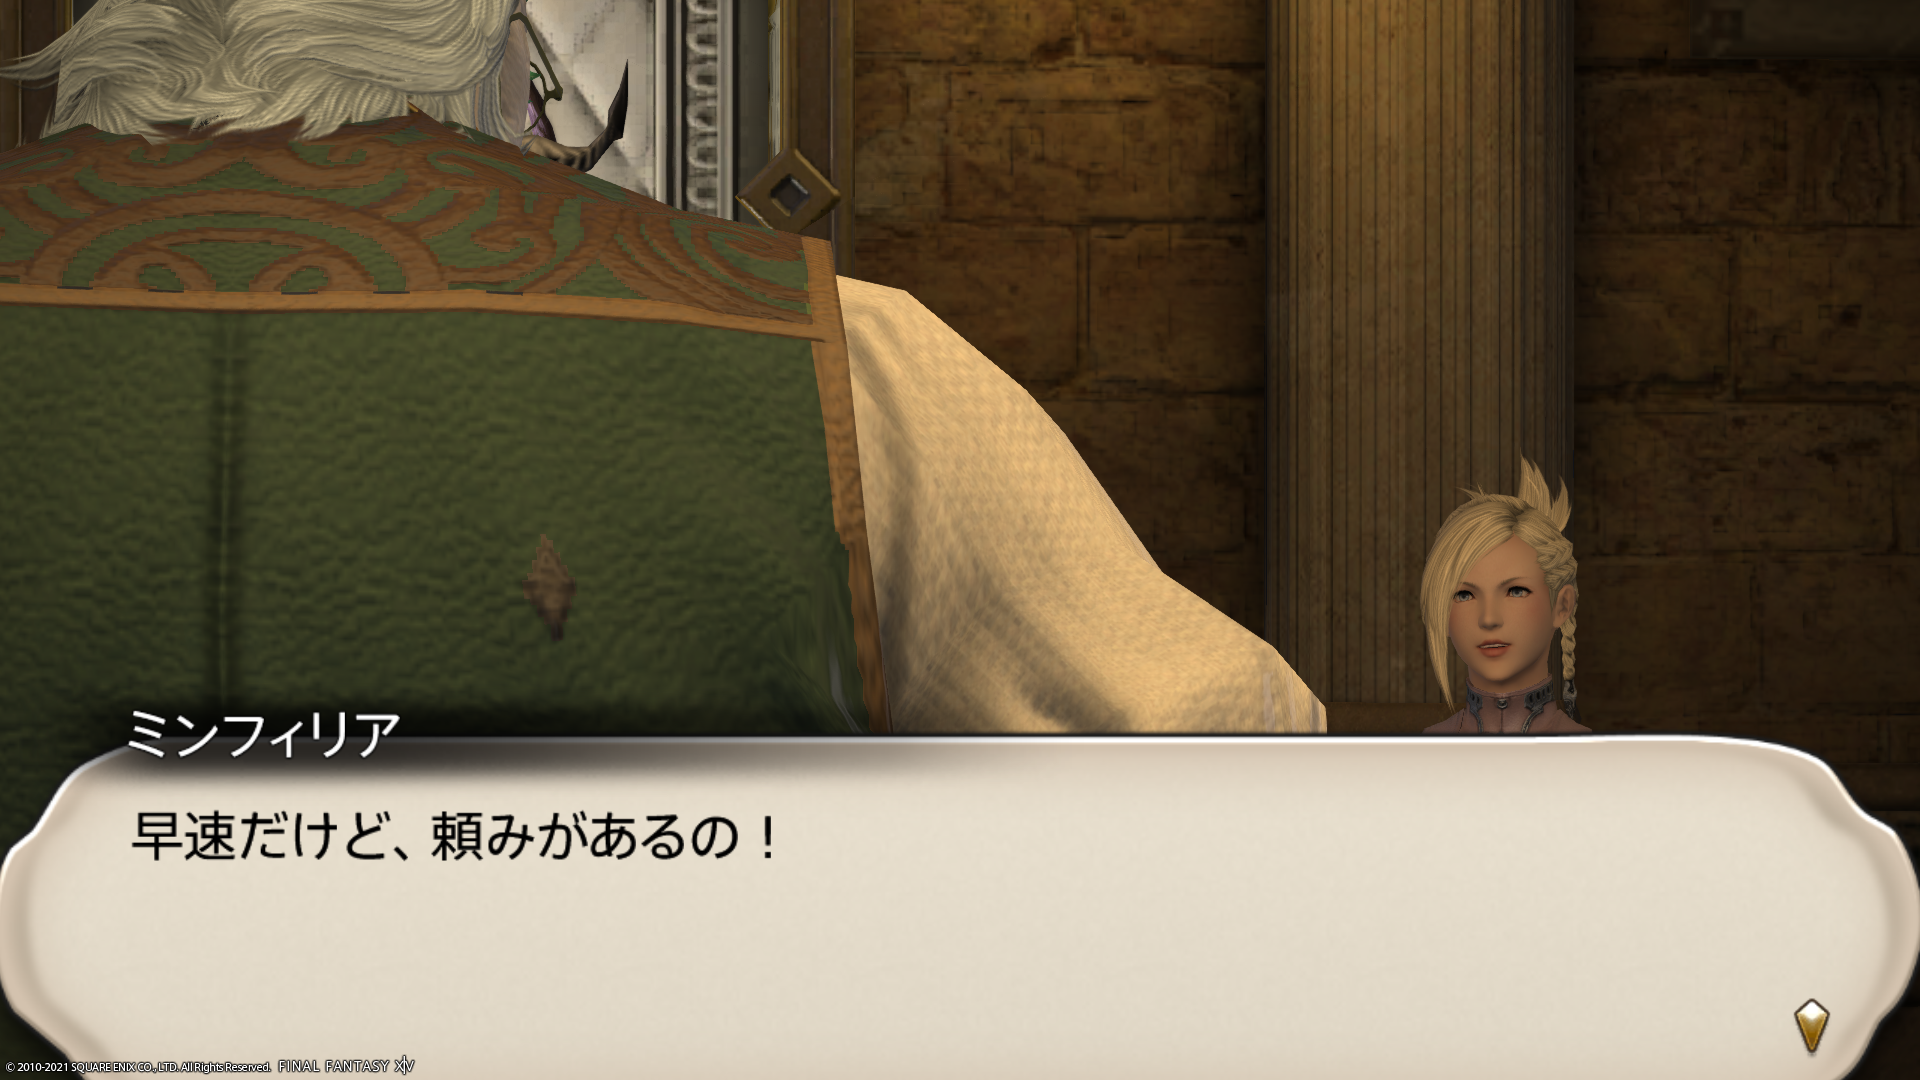 ミンフィリア
早速だけど、頼みがあるの！
© 2010-2021 SQUARE ENIX CO., LTD. All Rights Reserved. FINAL FANTASY XIV